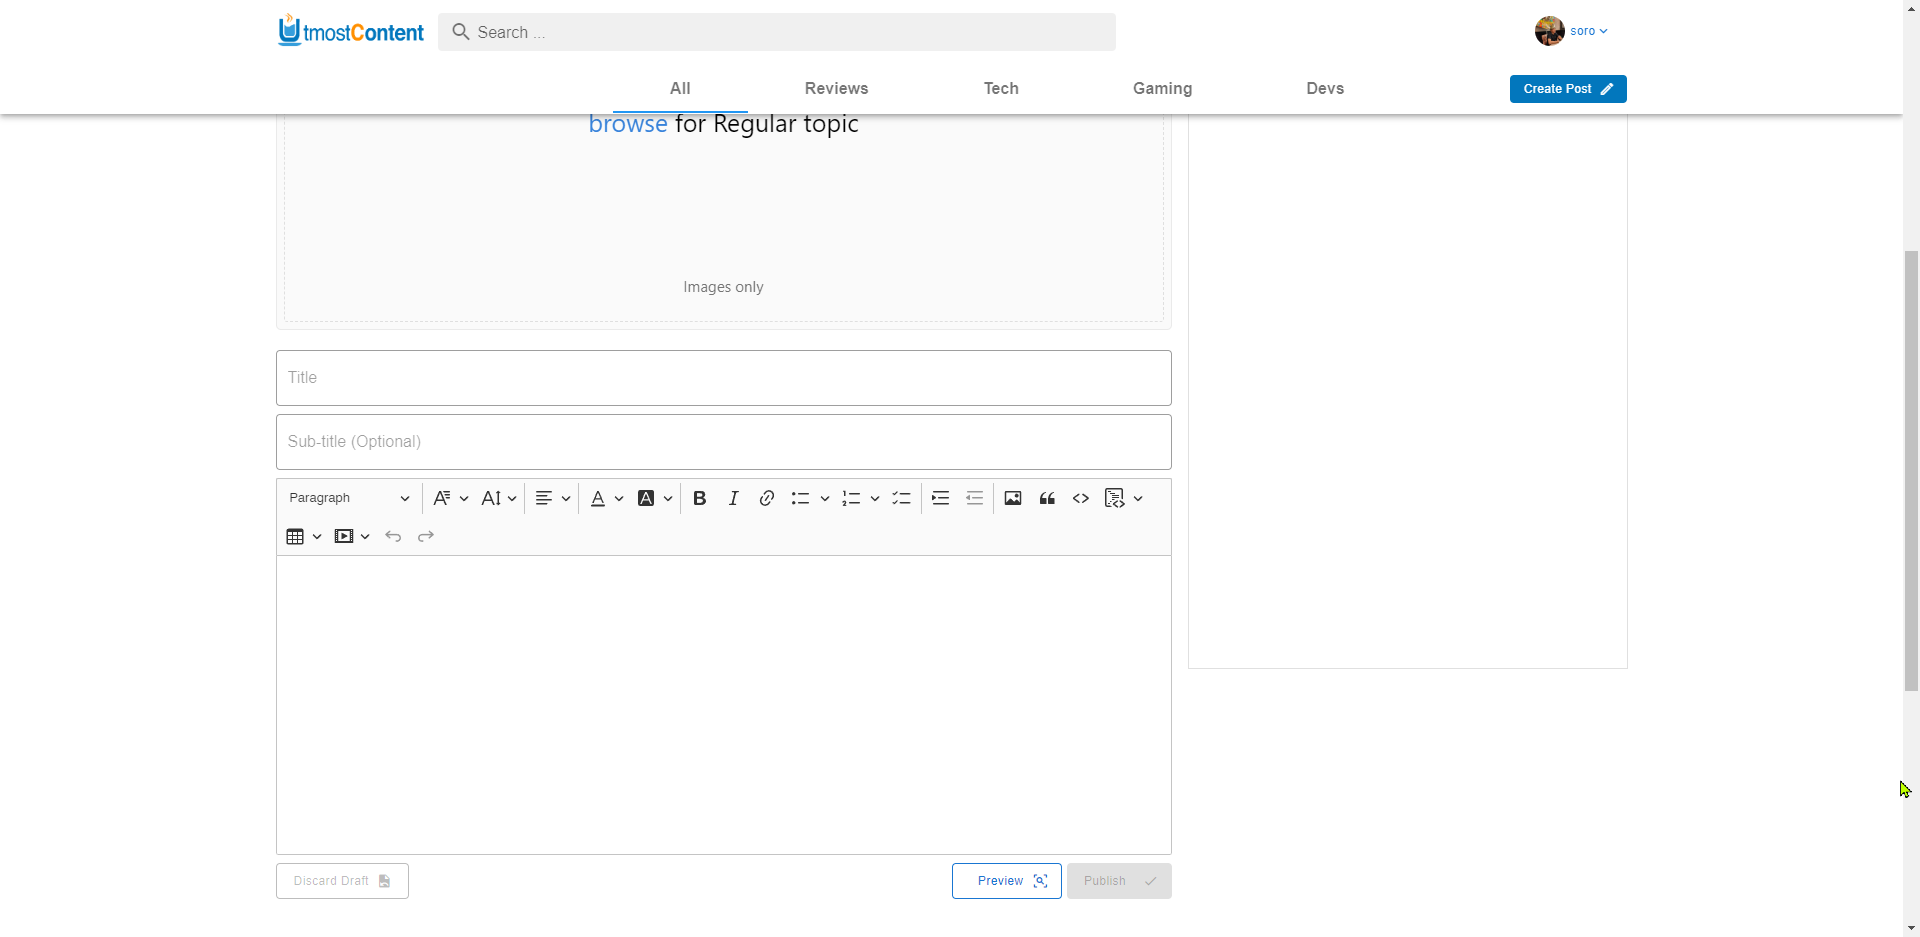 UtmostContent
Search ...
soro
All
Reviews
Tech
Gaming
Devs
Create Post
browse for Regular topic
Images only
Title
Sub-title (Optional)
Paragraph
Discard Draft
Preview
Publish